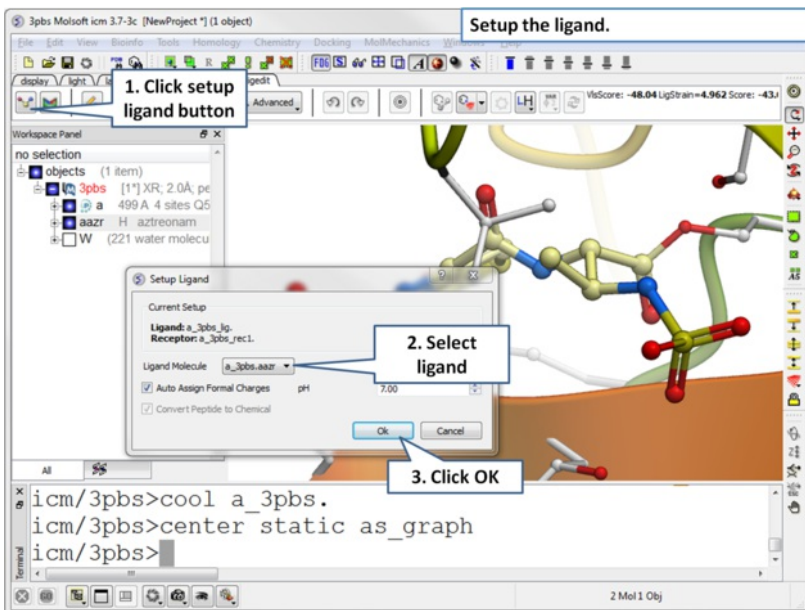 3pbs Molsoft icm 3.7-3c [NewProject *] (1 object)
Setup the ligand.
File Edit View Bioinfo Tools Homology Chemistry Docking MolMechanics Windows Help
display light
1. Click setup
ligand button
Advanced
VlsScore: -48.04 LigStrain=4.962 Score: -43.
Workspace Panel
no selection
objects (1 item)
3pbs [1*] XR; 2.0Å; pe
a 499 A 4 sites Q5
aazr H aztreonam
W (221 water molecu
Setup Ligand
Current Setup
Ligand: a_3pbs_lig.
Receptor: a_3pbs_rec1.
2. Select
ligand
Ligand Molecule a_3pbs.aazr
Auto Assign Formal Charges pH 7.00
Convert Peptide to Chemical
Ok Cancel
3. Click OK
All
icm/3pbs>cool a_3pbs.
icm/3pbs>center static as_graph
icm/3pbs>
Terminal
2 Mol 1 Obj